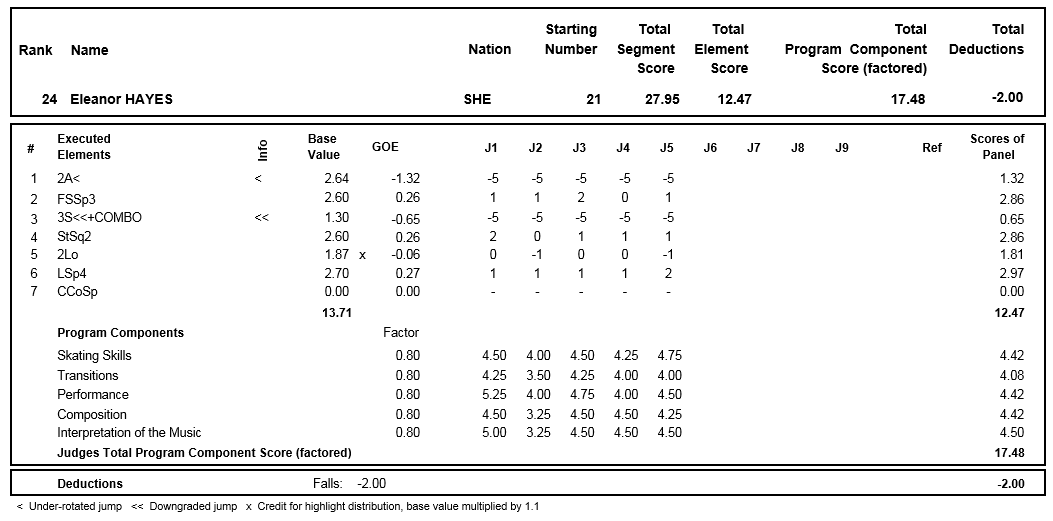 Rank Name Nation Starting Number Total Segment Score Total Element Score Total Program Component Score (factored) Total Deductions
24 Eleanor HAYES SHE 21 27.95 12.47 17.48 -2.00
# Executed Elements Info Base Value GOE J1 J2 J3 J4 J5 J6 J7 J8 J9 Ref Scores of Panel
1 2A< < 2.64 -1.32 -5 -5 -5 -5 -5 1.32
2 FSSp3 2.60 0.26 1 1 2 0 1 2.86
3 3S<<+COMBO << 1.30 -0.65 -5 -5 -5 -5 -5 0.65
4 StSq2 2.60 0.26 2 0 1 1 1 2.86
5 2Lo 1.87 x -0.06 0 -1 0 0 -1 1.81
6 LSp4 2.70 0.27 1 1 1 1 2 2.97
7 CCoSp 0.00 0.00 - - - - - 0.00
13.71 12.47
Program Components Factor
Skating Skills 0.80 4.50 4.00 4.50 4.25 4.75 4.42
Transitions 0.80 4.25 3.50 4.25 4.00 4.00 4.08
Performance 0.80 5.25 4.00 4.75 4.00 4.50 4.42
Composition 0.80 4.50 3.25 4.50 4.50 4.25 4.42
Interpretation of the Music 0.80 5.00 3.25 4.50 4.50 4.50 4.50
Judges Total Program Component Score (factored) 17.48
Deductions Falls: -2.00 -2.00
< Under-rotated jump << Downgraded jump x Credit for highlight distribution, base value multiplied by 1.1